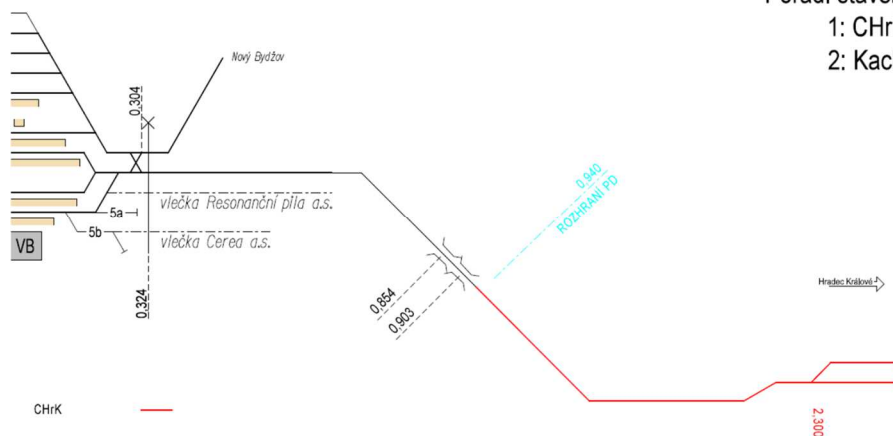 1: CHr
2: Kac
Nový Bydžov
0,304
0,940
ROZHRANÍ PD
vlečka Resonanční pila a.s.
5a
5b
vlečka Cerea a.s.
VB
0,324
0,854
0,903
Hradec Králové
CHrK
2,300